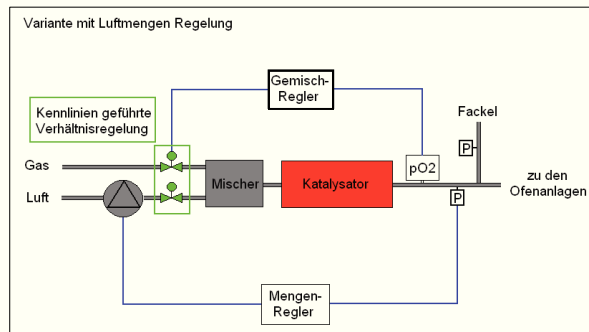 Variante mit Luftmengen Regelung
Gemisch-
Regler
Kennlinien geführte
Verhältnisregelung
Fackel
P
Gas
Mischer
Katalysator
pO2
zu den
Ofenanlagen
Luft
P
Mengen-
Regler